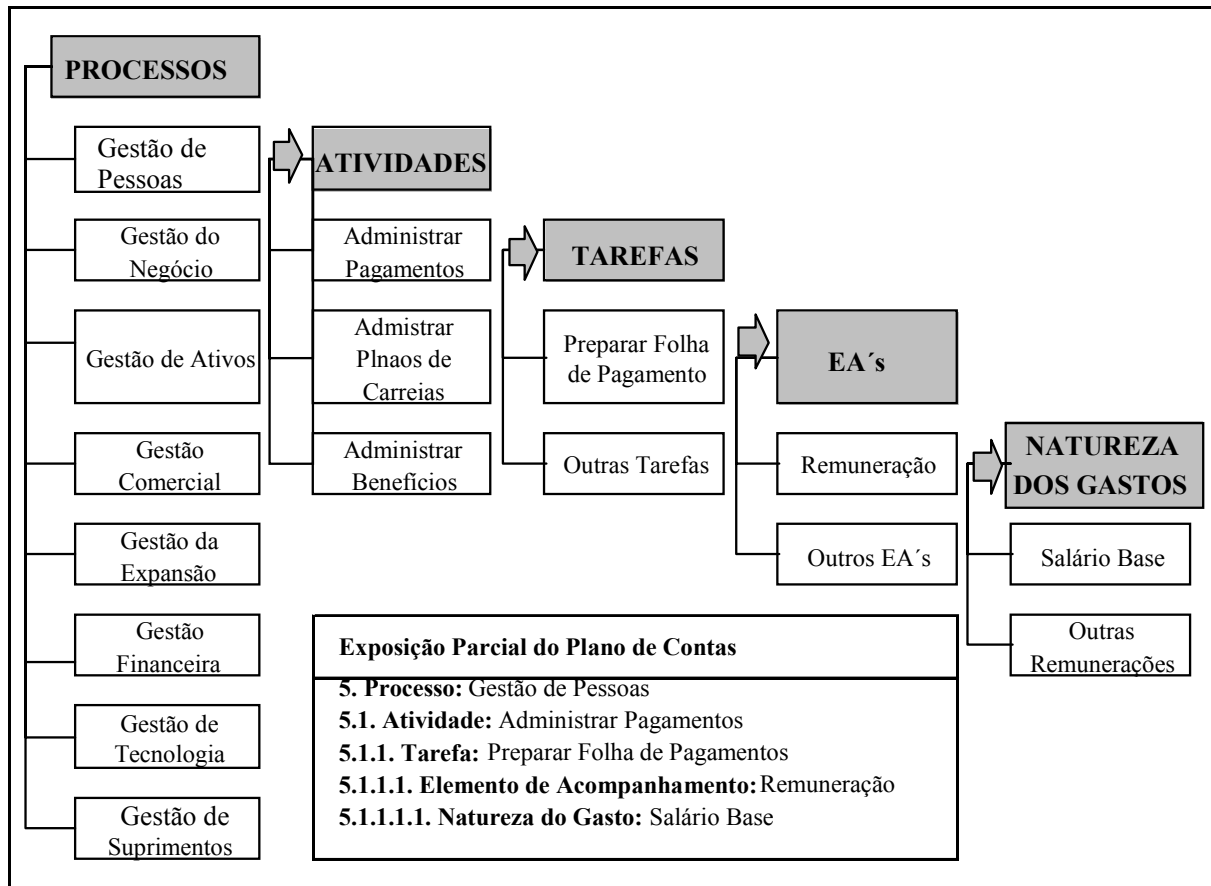 PROCESSOS
Gestão de
Pessoas
Gestão do
Negócio
Gestão de Ativos
Gestão
Comercial
Gestão da
Expansão
Gestão
Financeira
Gestão de
Tecnologia
Gestão de
Suprimentos
ATIVIDADES
Administrar
Pagamentos
Admistrar
Plnaos de
Carreias
Administrar
Benefícios
TAREFAS
Preparar Folha
de Pagamento
Outras Tarefas
EA´s
Remuneração
Outros EA´s
NATUREZA
DOS GASTOS
Salário Base
Outras
Remunerações
Exposição Parcial do Plano de Contas
5. Processo: Gestão de Pessoas
5.1. Atividade: Administrar Pagamentos
5.1.1. Tarefa: Preparar Folha de Pagamentos
5.1.1.1. Elemento de Acompanhamento: Remuneração
5.1.1.1.1. Natureza do Gasto: Salário Base